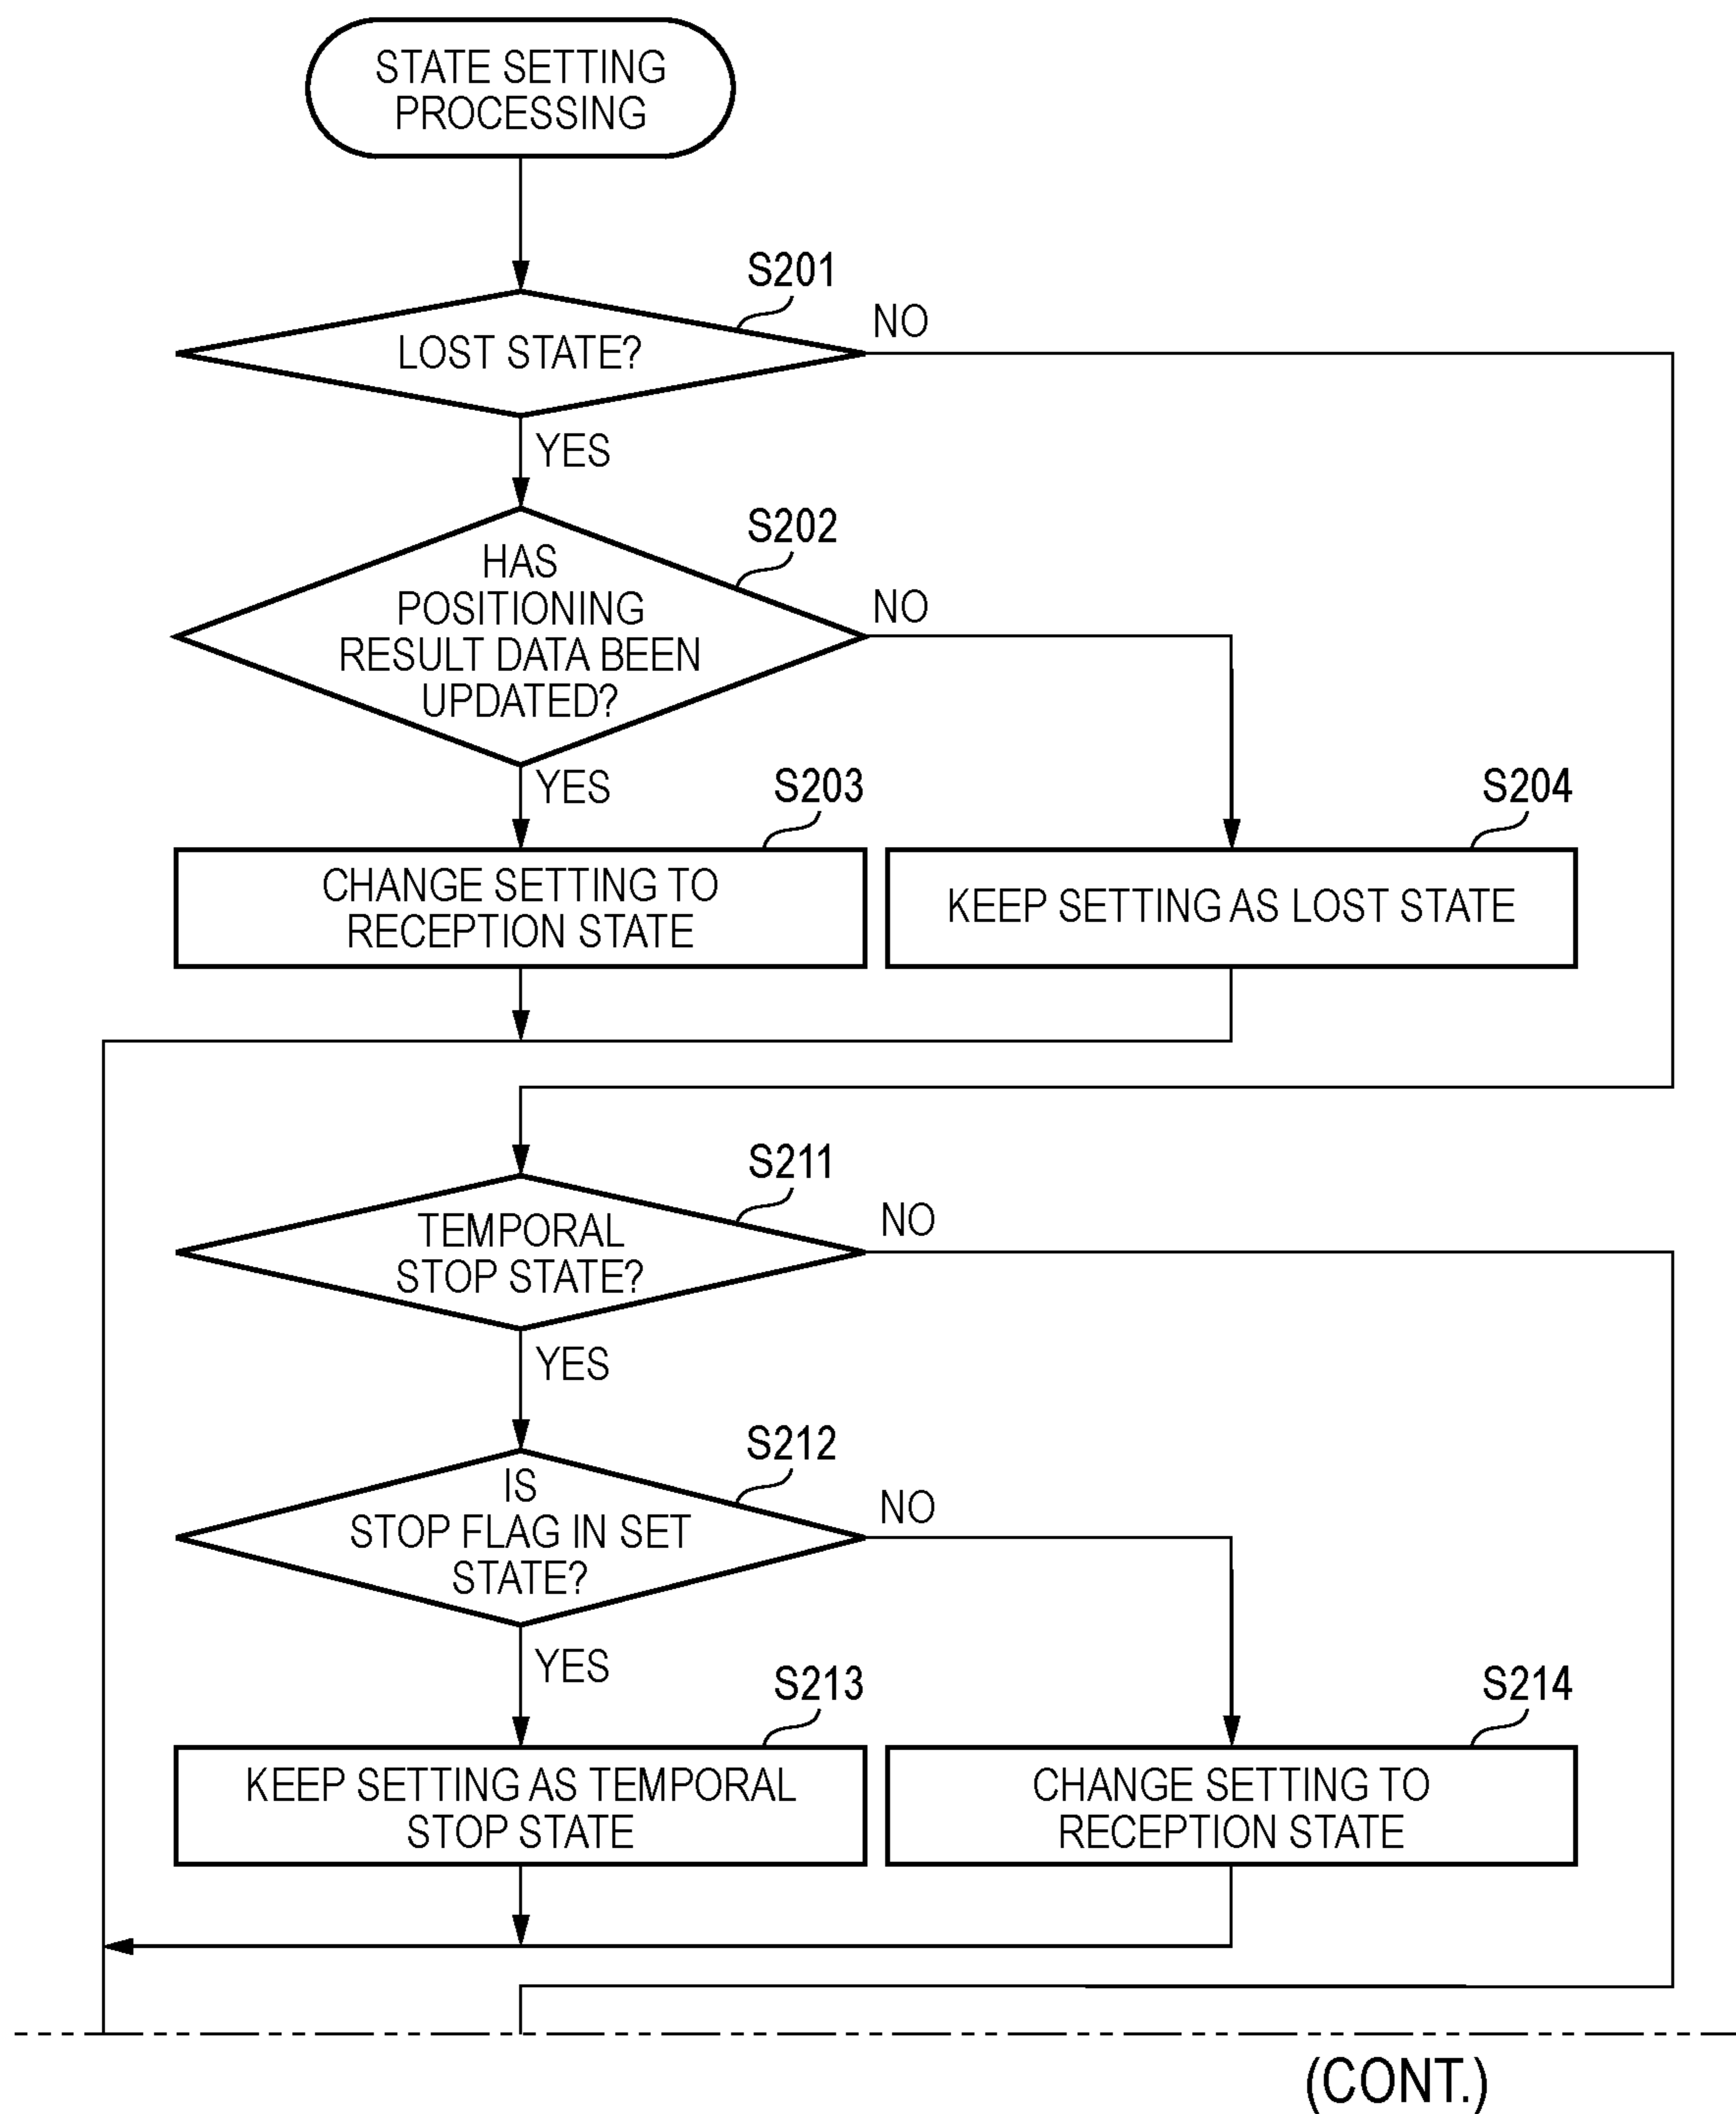 STATE SETTING
PROCESSING
S201
LOST STATE?
NO
YES
S202
HAS
POSITIONING
RESULT DATA BEEN
UPDATED?
NO
YES
S203
CHANGE SETTING TO
RECEPTION STATE
S204
KEEP SETTING AS LOST STATE
S211
TEMPORAL
STOP STATE?
NO
YES
S212
IS
STOP FLAG IN SET
STATE?
NO
YES
S213
KEEP SETTING AS TEMPORAL
STOP STATE
S214
CHANGE SETTING TO
RECEPTION STATE
(CONT.)